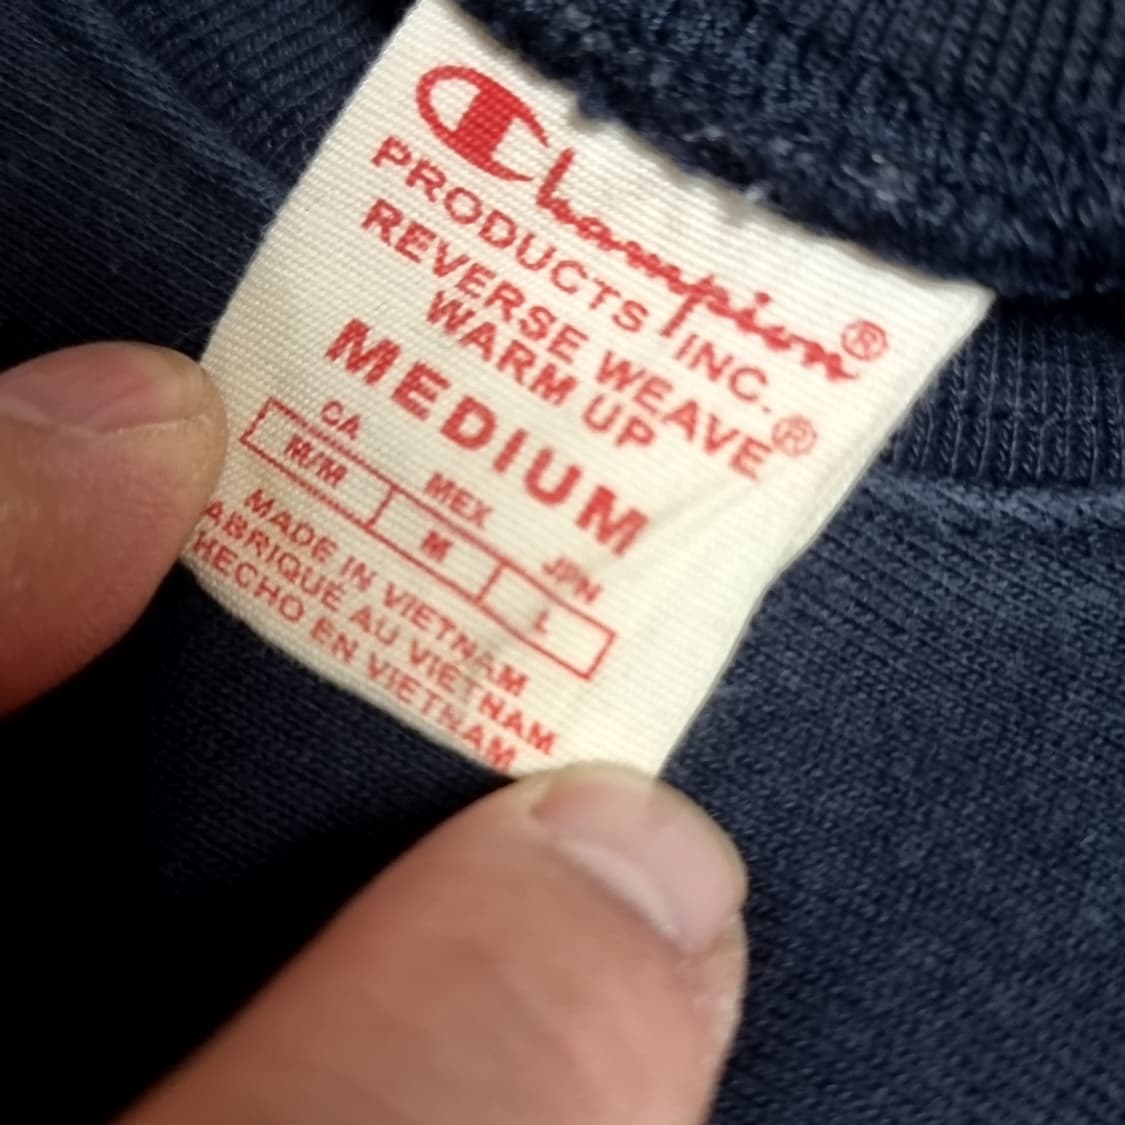 Champion®
PRODUCTS INC.
REVERSE WEAVE®
WARM UP
MEDIUM
CA MEX JPN
M/M M L
MADE IN VIETNAM
ABRIQUÉ AU VIETNAM
HECHO EN VIETNAM